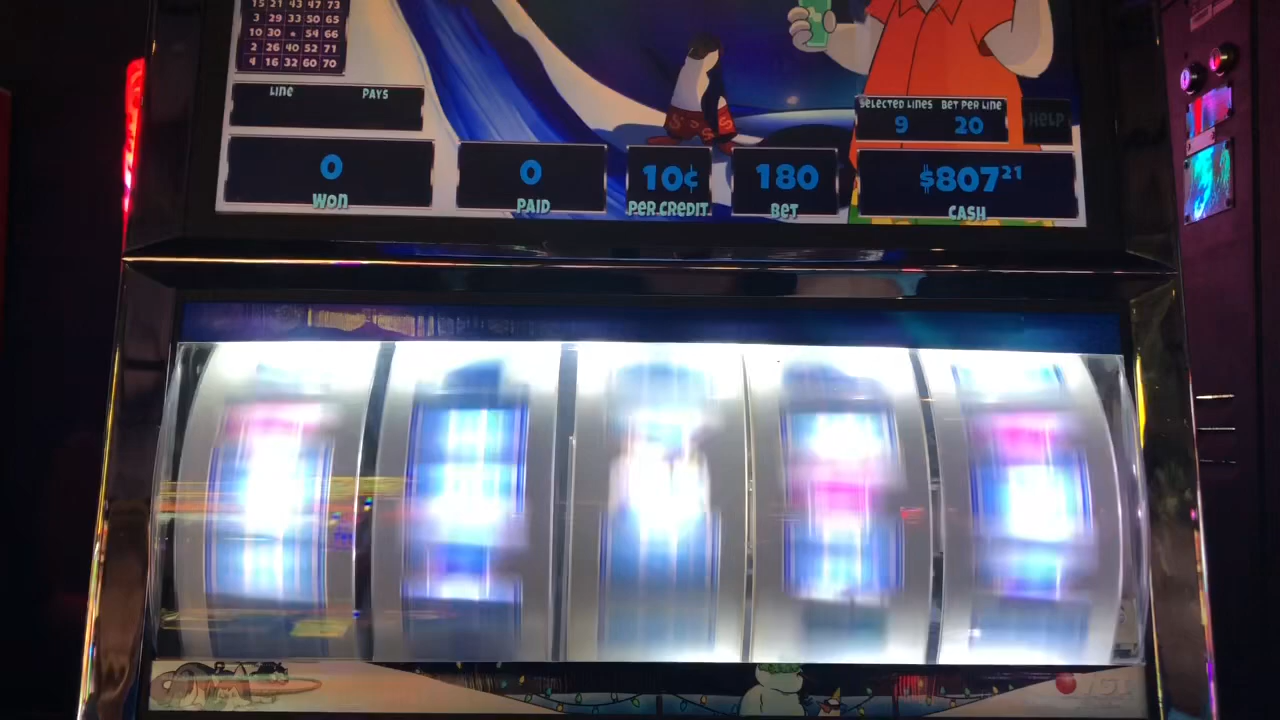 15 21 43 47 73
3 29 33 50 65
10 30 * 54 66
2 26 40 52 71
4 16 32 60 70
LINE PAYS
SELECTED LINES BET PER LINE
9 20
HELP
0
WON
0
PAID
10¢
PER CREDIT
180
BET
$807²¹
CASH